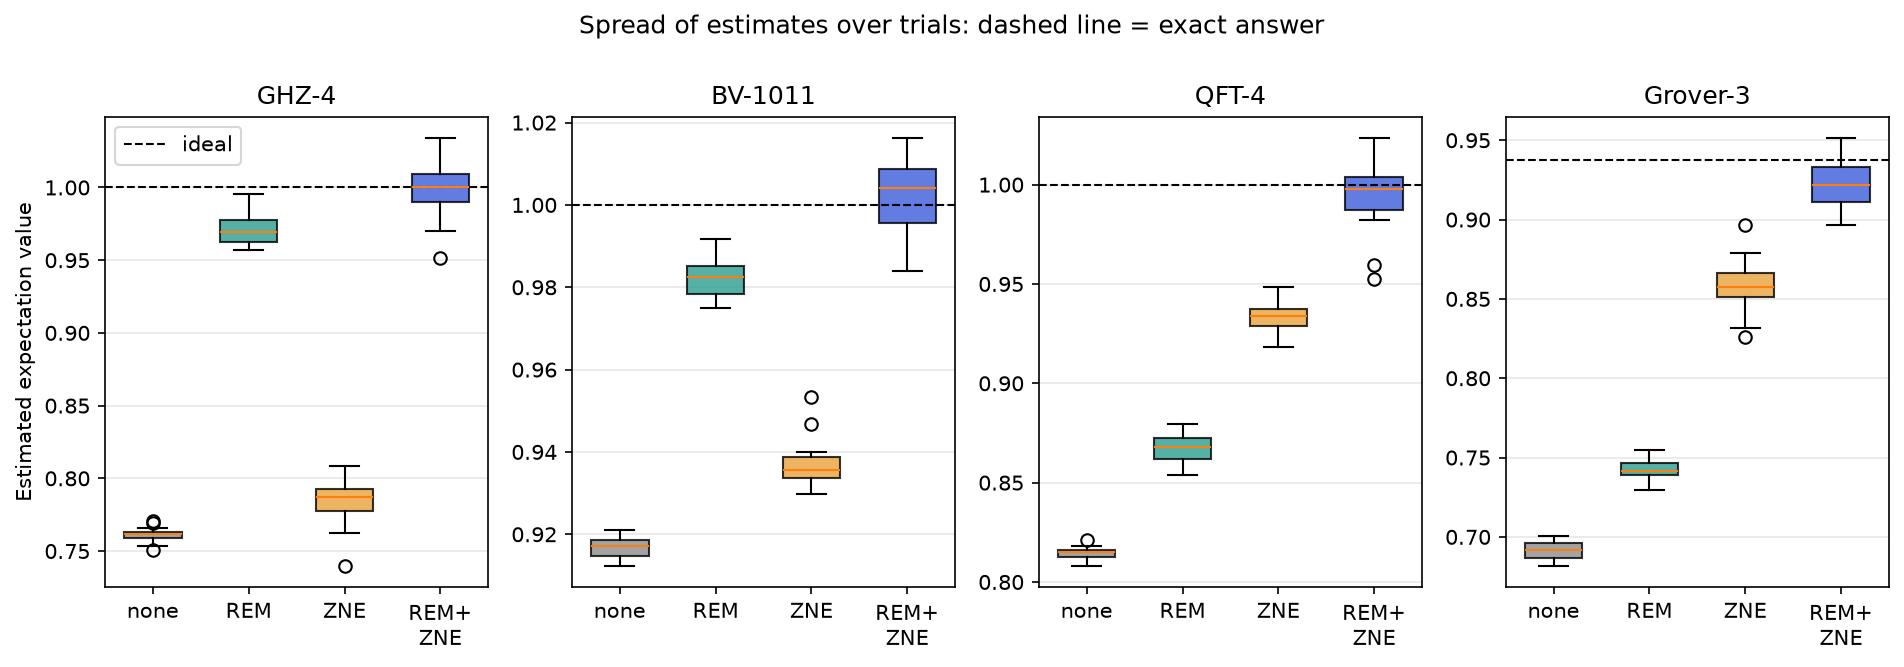 Spread of estimates over trials: dashed line = exact answer
GHZ-4
ideal
Estimated expectation value
1.00
0.95
0.90
0.85
0.80
0.75
none
REM
ZNE
REM+
ZNE
BV-1011
1.02
1.00
0.98
0.96
0.94
0.92
none
REM
ZNE
REM+
ZNE
QFT-4
1.00
0.95
0.90
0.85
0.80
none
REM
ZNE
REM+
ZNE
Grover-3
0.95
0.90
0.85
0.80
0.75
0.70
none
REM
ZNE
REM+
ZNE